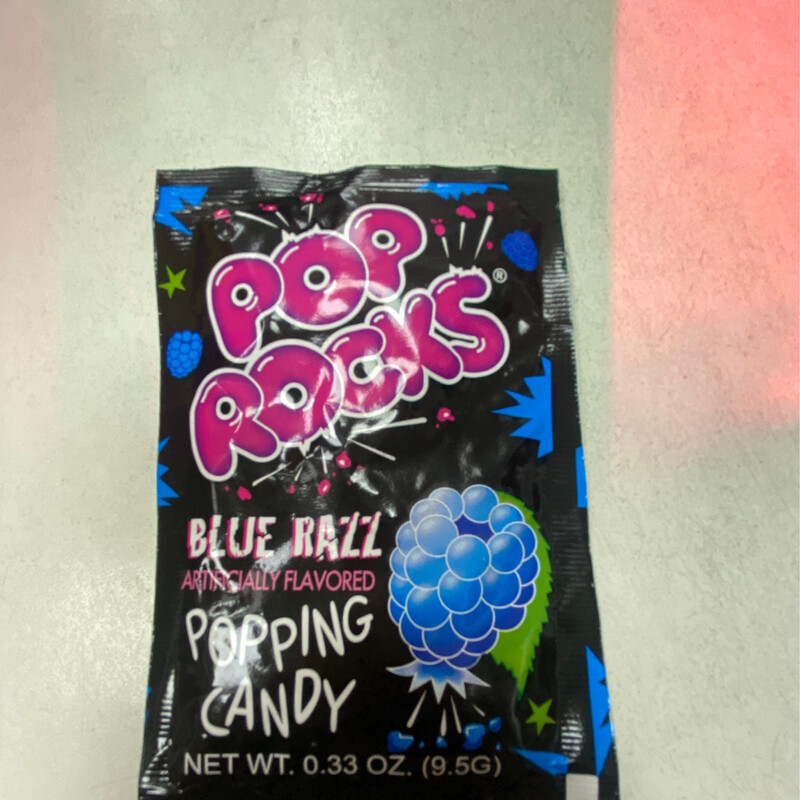 POP
ROCKS®
BLUE RAZZ
ARTIFICIALLY FLAVORED
POPPING
CANDY
NET WT. 0.33 OZ. (9.5G)